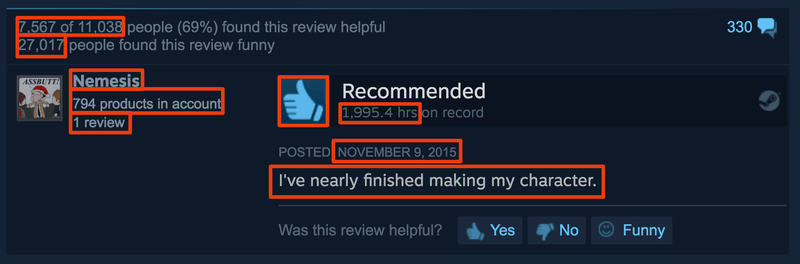 7,567 of 11,038 people (69%) found this review helpful
27,017 people found this review funny
330
ASSBUTT!
Nemesis
794 products in account
1 review
Recommended
1,995.4 hrs on record
POSTED NOVEMBER 9, 2015
I've nearly finished making my character.
Was this review helpful? Yes No Funny